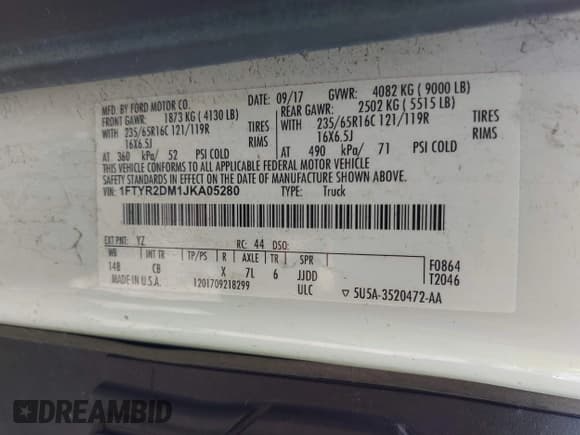 MFD. BY FORD MOTOR CO. 09/17 GVWR: 4082 KG ( 9000 LB)
FRONT GAWR: 1873 KG ( 4130 LB) REAR GAWR: 2502 KG ( 5515 LB)
WITH 235/65R16C 121/119R TIRES WITH 235/65R16C 121/119R TIRES
16X6.5J RIMS 16X6.5J RIMS
AT 360 kPa/ 52 PSI COLD AT 490 kPa/ 71 PSI COLD
THIS VEHICLE CONFORMS TO ALL APPLICABLE FEDERAL MOTOR VEHICLE
SAFETY STANDARDS IN EFFECT ON THE DATE OF MANUFACTURE SHOWN ABOVE.
VIN: 1FTYR2DM1JKA05280 TYPE: Truck
EXT PNT: YZ RC: 44 DSO:
WB INT TR TP/PS R AXLE TR SPR F0864
148 CB X 7L 6 JJDD T2046
MADE IN U.S.A. 1201709218299 ULC ▽ 5U5A-3520472-AA
DREAMBID